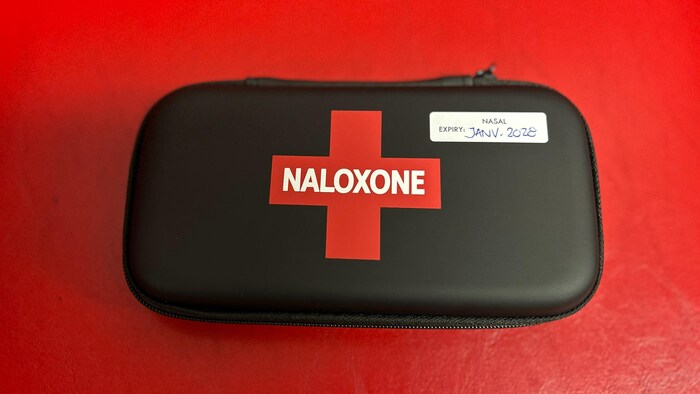 NALOXONE
NASAL
EXPIRY: JANV. 2028